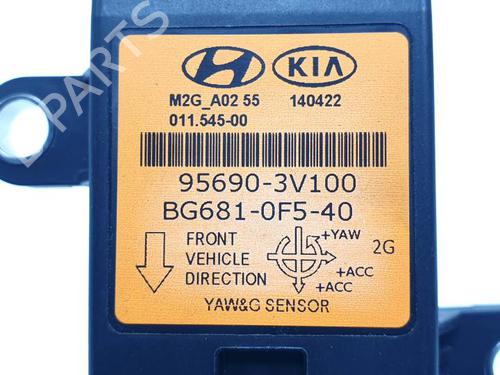 KIA
M2G_A02 55 140422
011.545-00
95690-3V100
BG681-0F5-40
FRONT
VEHICLE
DIRECTION
+YAW
2G
+ACC
+ACC
YAW&G SENSOR
B-PARTS